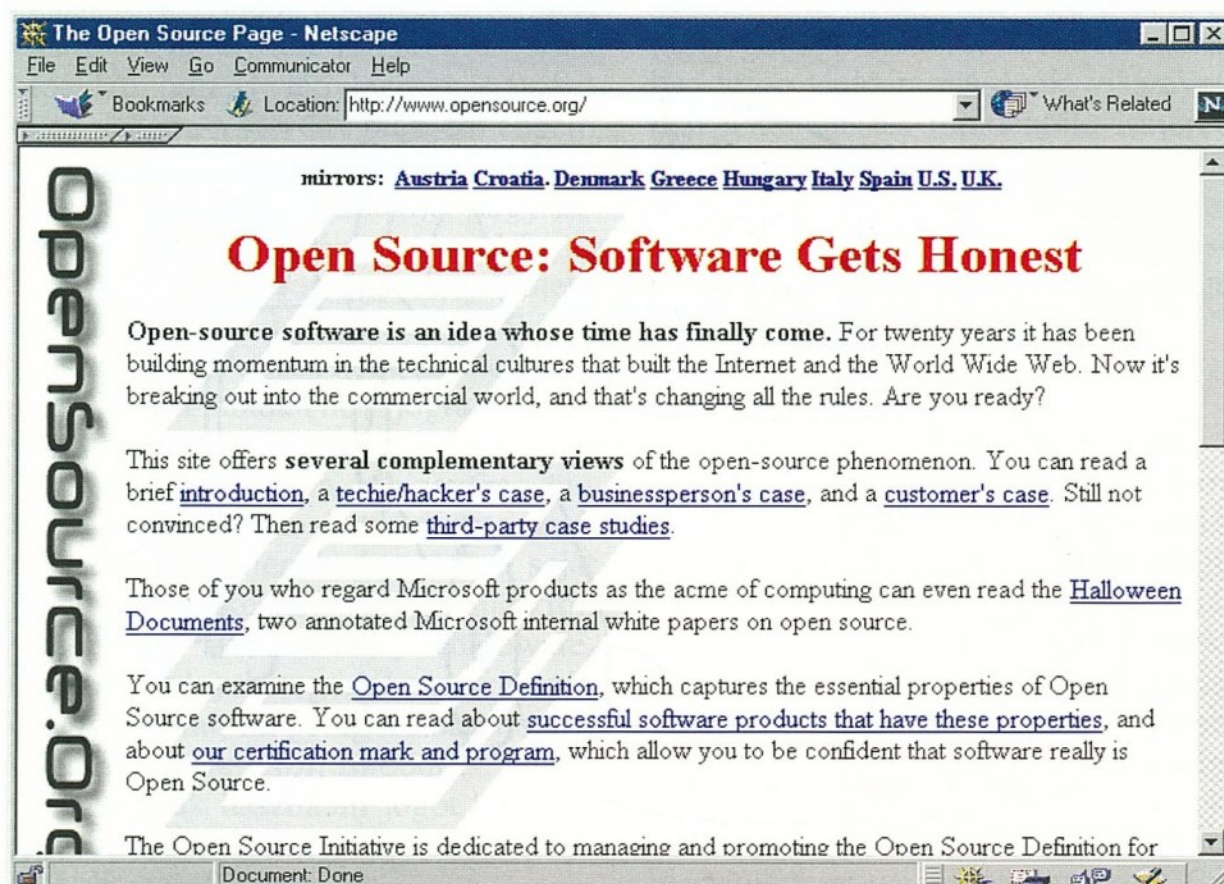 The Open Source Page - Netscape
File Edit View Go Communicator Help
Bookmarks Location: http://www.opensource.org/ What's Related N
mirrors: Austria Croatia. Denmark Greece Hungary Italy Spain U.S. U.K.
Open Source: Software Gets Honest
Open-source software is an idea whose time has finally come. For twenty years it has been
building momentum in the technical cultures that built the Internet and the World Wide Web. Now it's
breaking out into the commercial world, and that's changing all the rules. Are you ready?
This site offers several complementary views of the open-source phenomenon. You can read a
brief introduction, a techie/hacker's case, a businessperson's case, and a customer's case. Still not
convinced? Then read some third-party case studies.
Those of you who regard Microsoft products as the acme of computing can even read the Halloween
Documents, two annotated Microsoft internal white papers on open source.
You can examine the Open Source Definition, which captures the essential properties of Open
Source software. You can read about successful software products that have these properties, and
about our certification mark and program, which allow you to be confident that software really is
Open Source.
The Open Source Initiative is dedicated to managing and promoting the Open Source Definition for
OpenSource.Org
Document: Done